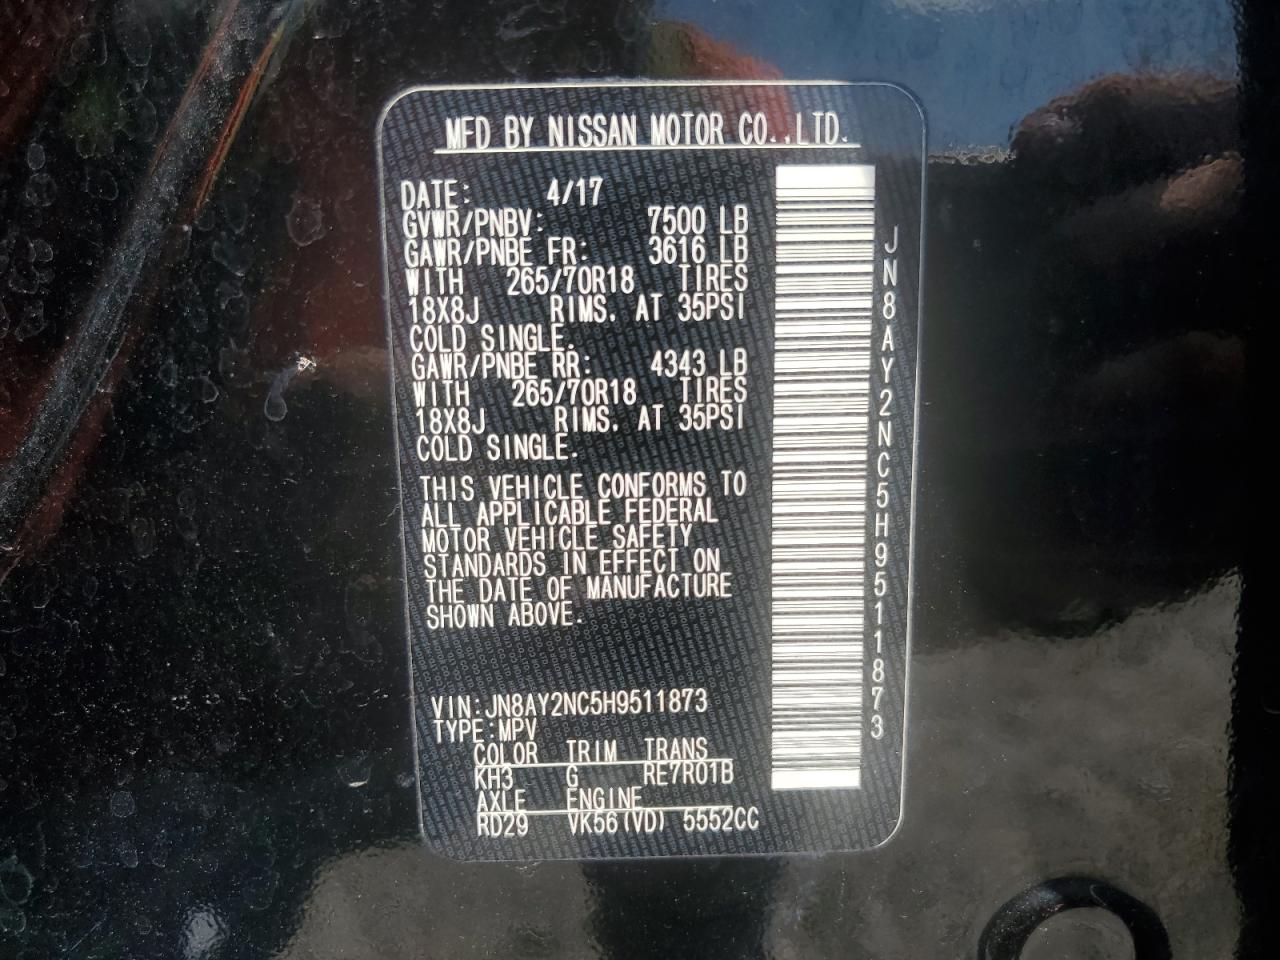 MFD BY NISSAN MOTOR CO.,LTD.
DATE: 4/17
GVWR/PNBV: 7500 LB
GAWR/PNBE FR: 3616 LB
WITH 265/70R18 TIRES
18X8J RIMS. AT 35PSI
COLD SINGLE.
GAWR/PNBE RR: 4343 LB
WITH 265/70R18 TIRES
18X8J RIMS. AT 35PSI
COLD SINGLE.
THIS VEHICLE CONFORMS TO
ALL APPLICABLE FEDERAL
MOTOR VEHICLE SAFETY
STANDARDS IN EFFECT ON
THE DATE OF MANUFACTURE
SHOWN ABOVE.
VIN:JN8AY2NC5H9511873
TYPE:MPV
COLOR TRIM TRANS
KH3 G RE7R01B
AXLE ENGINE
RD29 VK56(VD) 5552CC
JN8AY2NC5H9511873